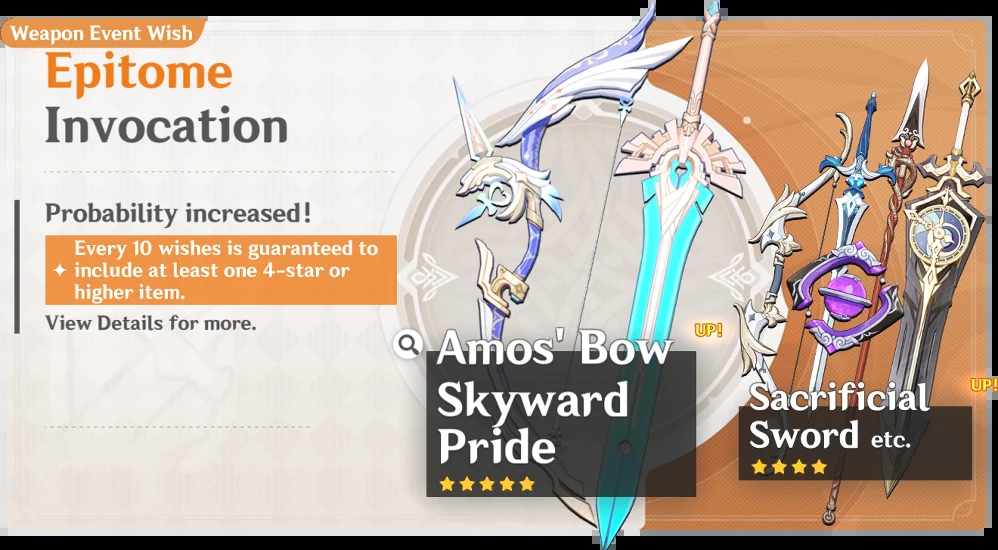 Weapon Event Wish
Epitome
Invocation
Probability increased!
Every 10 wishes is guaranteed to
include at least one 4-star or
higher item.
View Details for more.
UP!
Amos' Bow
Skyward
Pride
UP!
Sacrificial
Sword etc.